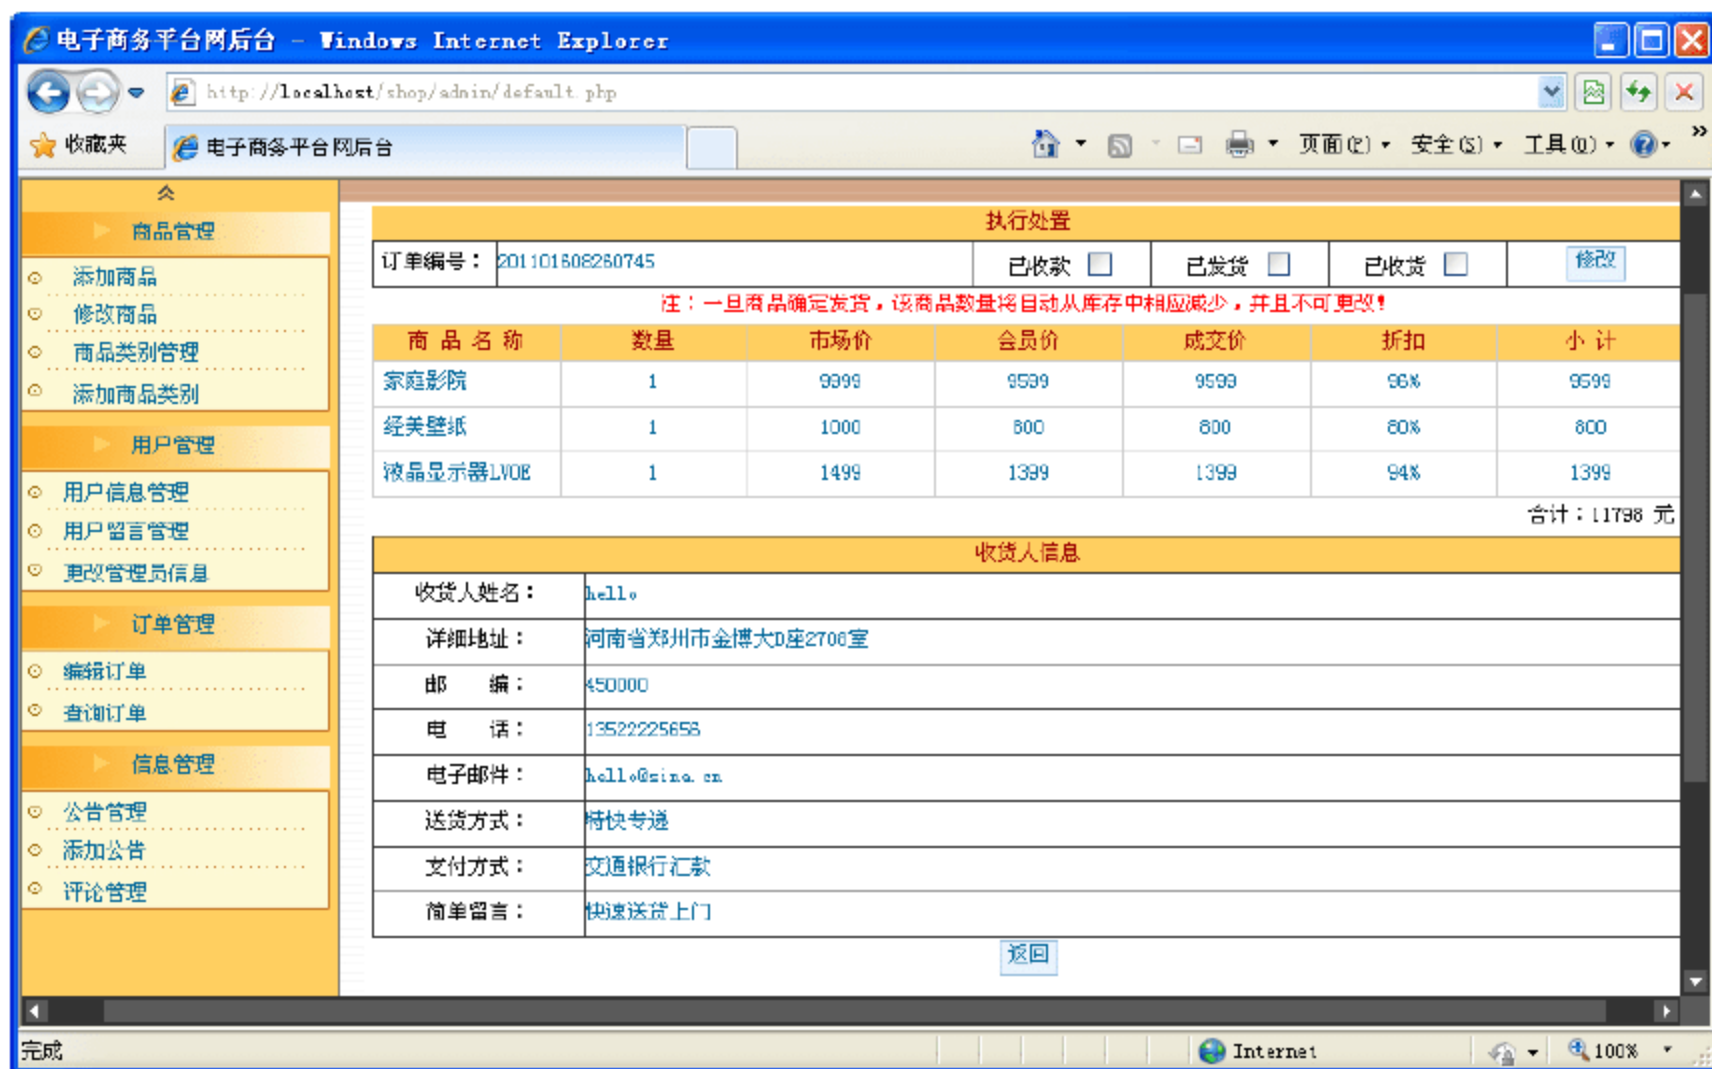 电子商务平台网后台 - Windows Internet Explorer
http://localhost/shop/admin/default.php
收藏夹 电子商务平台网后台 页面(P) 安全(S) 工具(O)
商品管理
添加商品
修改商品
商品类别管理
添加商品类别
用户管理
用户信息管理
用户留言管理
更改管理员信息
订单管理
编辑订单
查询订单
信息管理
公告管理
添加公告
评论管理
执行处置
订单编号： 201101608260745 已收款 已发货 已收货 修改
注：一旦商品确定发货，该商品数量将自动从库存中相应减少，并且不可更改！
商品名称 数量 市场价 会员价 成交价 折扣 小计
家庭影院 1 9999 9599 9599 96% 9599
经美壁纸 1 1000 800 800 80% 800
液晶显示器LVOE 1 1499 1399 1399 94% 1399
合计：11798 元
收货人信息
收货人姓名： hello
详细地址： 河南省郑州市金博大D座2708室
邮 编： 450000
电 话： 13522225656
电子邮件： hello@sina.cn
送货方式： 特快专递
支付方式： 交通银行汇款
简单留言： 快速送货上门
返回
完成 Internet 100%